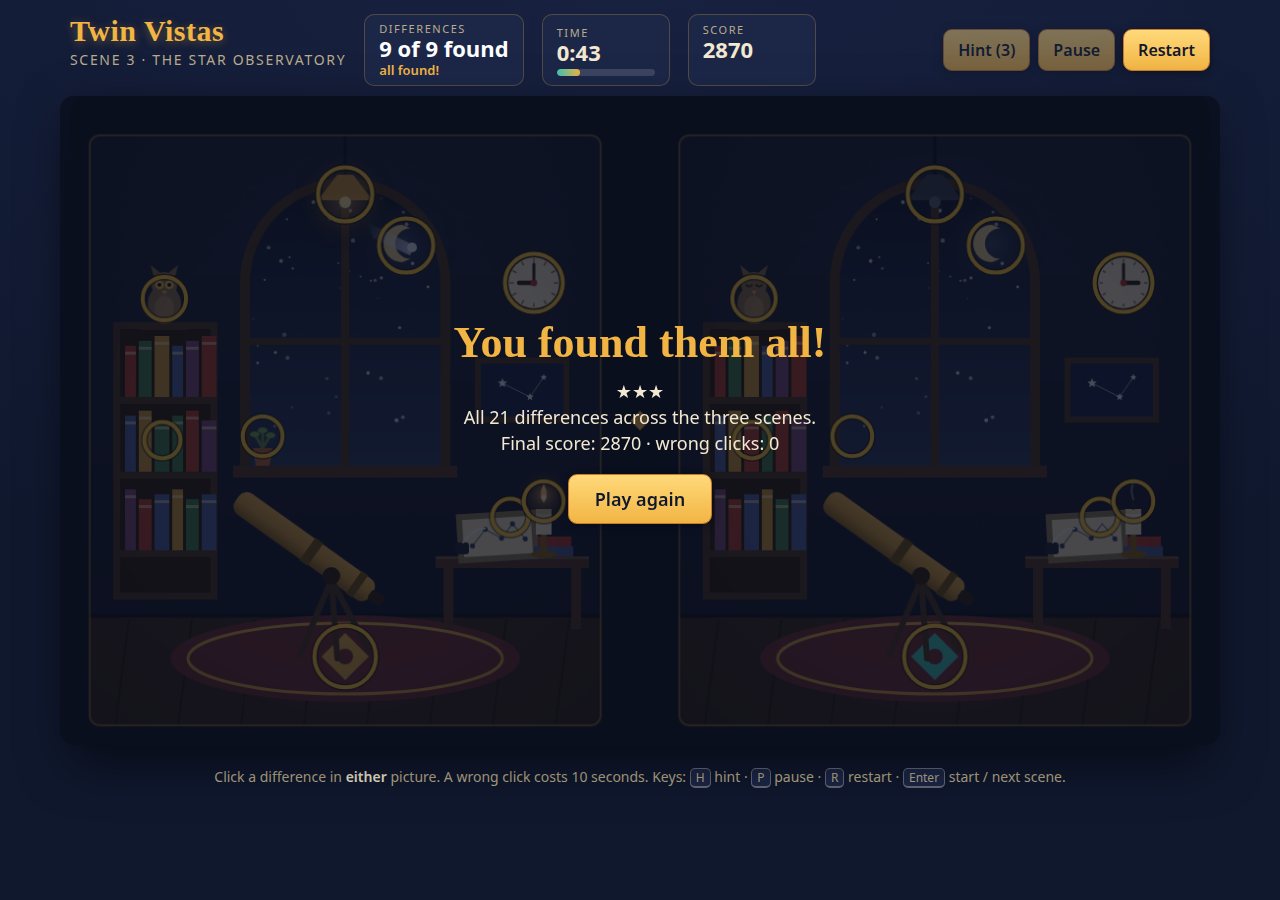 Twin Vistas
SCENE 3 · THE STAR OBSERVATORY
DIFFERENCES
9 of 9 found
all found!
TIME
0:43
SCORE
2870
Hint (3)
Pause
Restart
You found them all!
★★★
All 21 differences across the three scenes.
Final score: 2870 · wrong clicks: 0
Play again
Click a difference in either picture. A wrong click costs 10 seconds. Keys: H hint · P pause · R restart · Enter start / next scene.